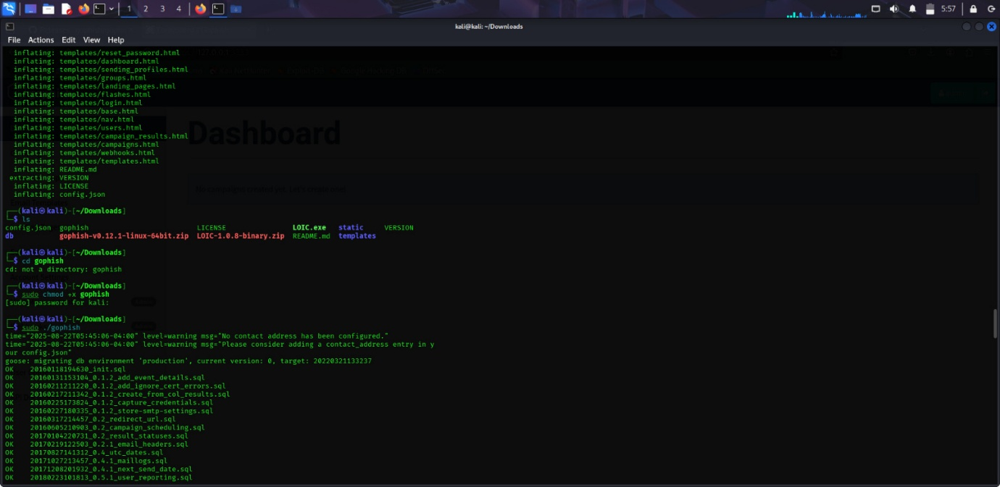 1 2 3 4
5:57
kali@kali: ~/Downloads
File Actions Edit View Help
inflating: templates/reset_password.html
inflating: templates/dashboard.html
inflating: templates/sending_profiles.html
inflating: templates/groups.html
inflating: templates/landing_pages.html
inflating: templates/flashes.html
inflating: templates/login.html
inflating: templates/base.html
inflating: templates/nav.html
inflating: templates/users.html
inflating: templates/campaign_results.html
inflating: templates/campaigns.html
inflating: templates/webhooks.html
inflating: templates/templates.html
inflating: README.md
extracting: VERSION
inflating: LICENSE
inflating: config.json
Dashboard
┌──(kali㉿kali)-[~/Downloads]
└─$ ls
config.json gophish LICENSE LOIC.exe static VERSION
db gophish-v0.12.1-linux-64bit.zip LOIC-1.0.8-binary.zip README.md templates
┌──(kali㉿kali)-[~/Downloads]
└─$ cd gophish
cd: not a directory: gophish
┌──(kali㉿kali)-[~/Downloads]
└─$ sudo chmod +x gophish
[sudo] password for kali:
┌──(kali㉿kali)-[~/Downloads]
└─$ sudo ./gophish
time="2025-08-22T05:45:06-04:00" level=warning msg="No contact address has been configured."
time="2025-08-22T05:45:06-04:00" level=warning msg="Please consider adding a contact_address entry in y
our config.json"
goose: migrating db environment 'production', current version: 0, target: 20220321133237
OK 20160118194630_init.sql
OK 20160131153104_0.1.2_add_event_details.sql
OK 20160211211220_0.1.2_add_ignore_cert_errors.sql
OK 20160217211342_0.1.2_create_from_col_results.sql
OK 20160225173824_0.1.2_capture_credentials.sql
OK 20160227180335_0.1.2_store-smtp-settings.sql
OK 20160317214457_0.2_redirect_url.sql
OK 20160605210903_0.2_campaign_scheduling.sql
OK 20170104220731_0.2_result_statuses.sql
OK 20170219122503_0.2.1_email_headers.sql
OK 20170827141312_0.4_utc_dates.sql
OK 20171027213457_0.4.1_maillogs.sql
OK 20171208201932_0.4.1_next_send_date.sql
OK 20180223101813_0.5.1_user_reporting.sql